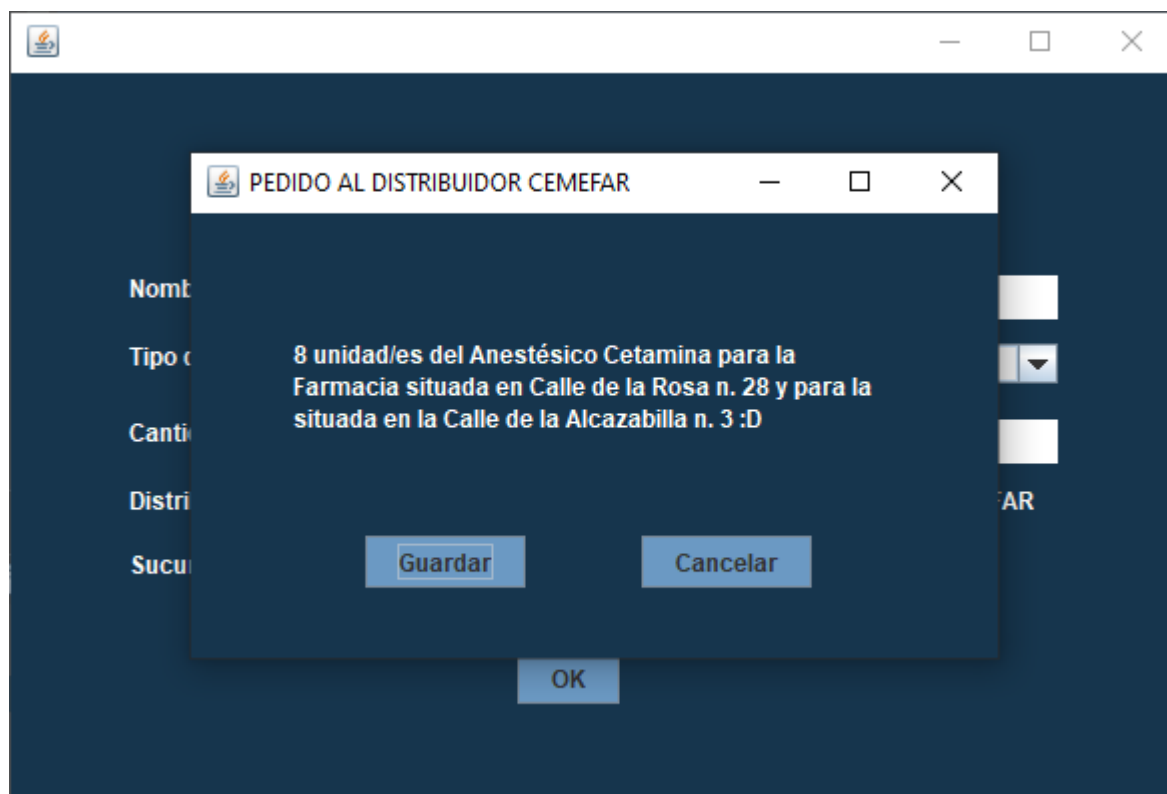 PEDIDO AL DISTRIBUIDOR CEMEFAR
8 unidad/es del Anestésico Cetamina para la
Farmacia situada en Calle de la Rosa n. 28 y para la
situada en la Calle de la Alcazabilla n. 3 :D
Tipo
Guardar
Cancelar
OK